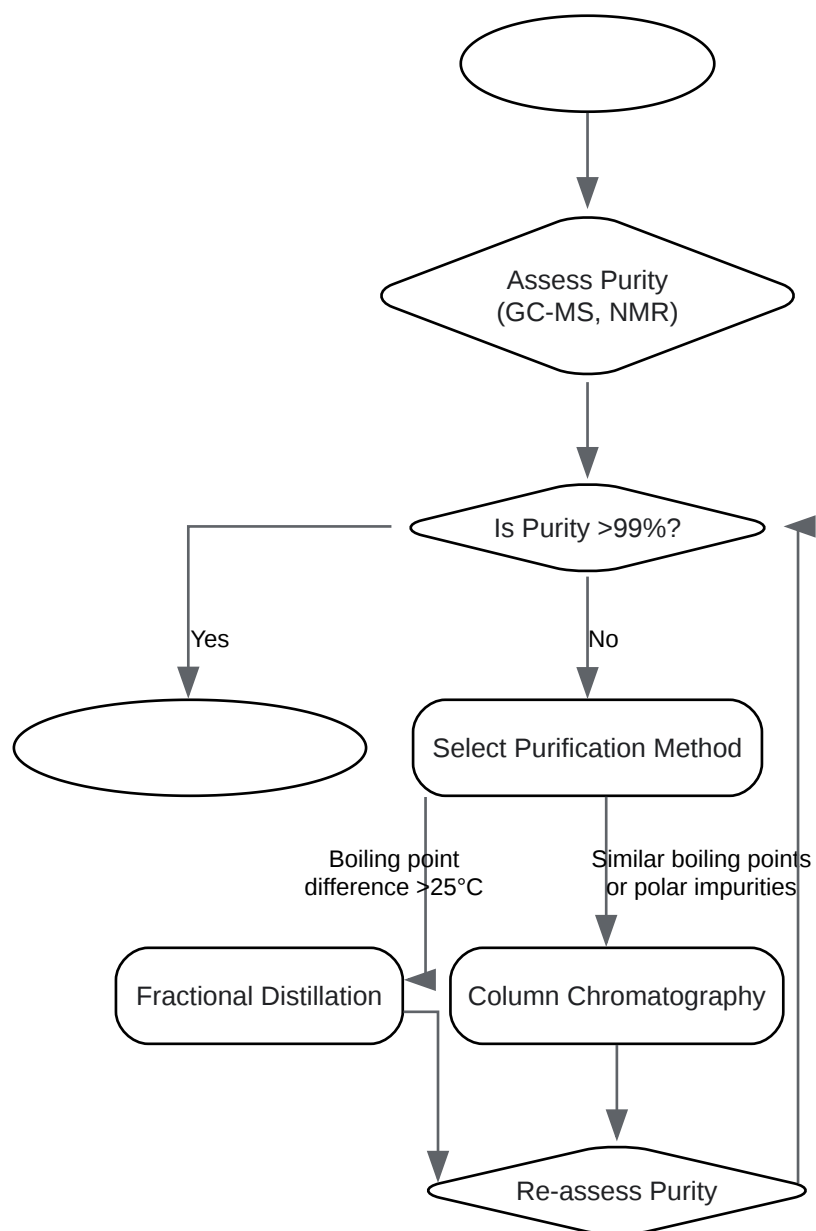 Assess Purity
(GC-MS, NMR)
Is Purity >99%?
Yes
No
Select Purification Method
Boiling point
difference >25°C
Similar boiling points
or polar impurities
Fractional Distillation
Column Chromatography
Re-assess Purity